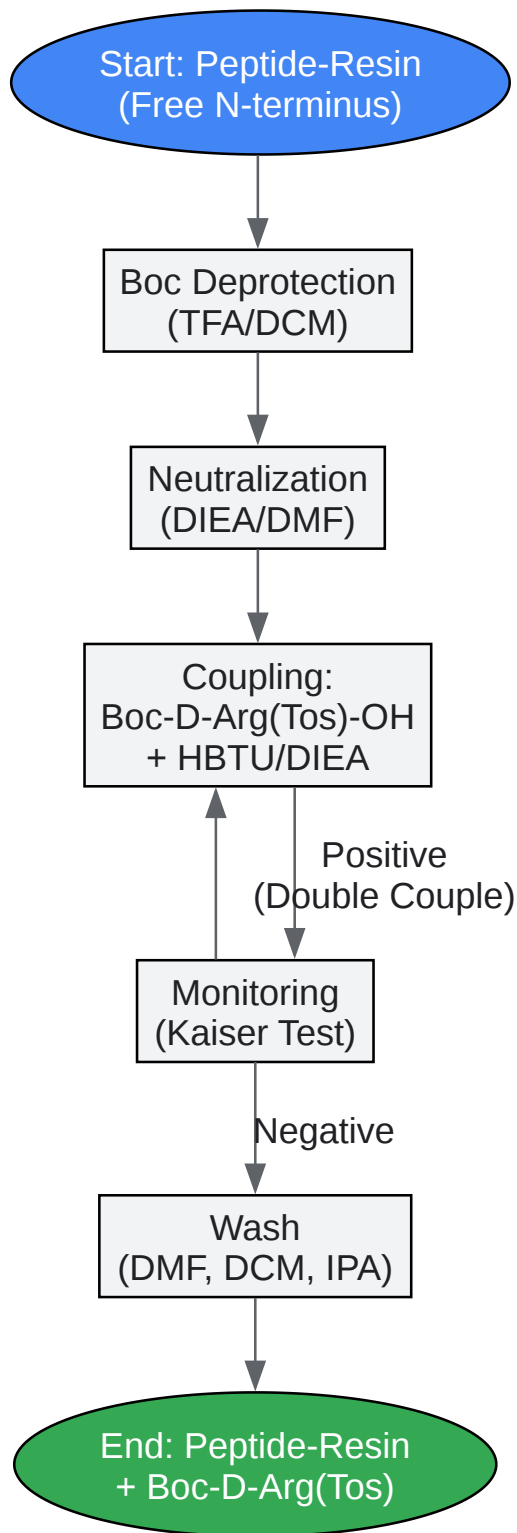 Start: Peptide-Resin
(Free N-terminus)
Boc Deprotection
(TFA/DCM)
Neutralization
(DIEA/DMF)
Coupling:
Boc-D-Arg(Tos)-OH
+ HBTU/DIEA
Positive
(Double Couple)
Monitoring
(Kaiser Test)
Negative
Wash
(DMF, DCM, IPA)
End: Peptide-Resin
+ Boc-D-Arg(Tos)